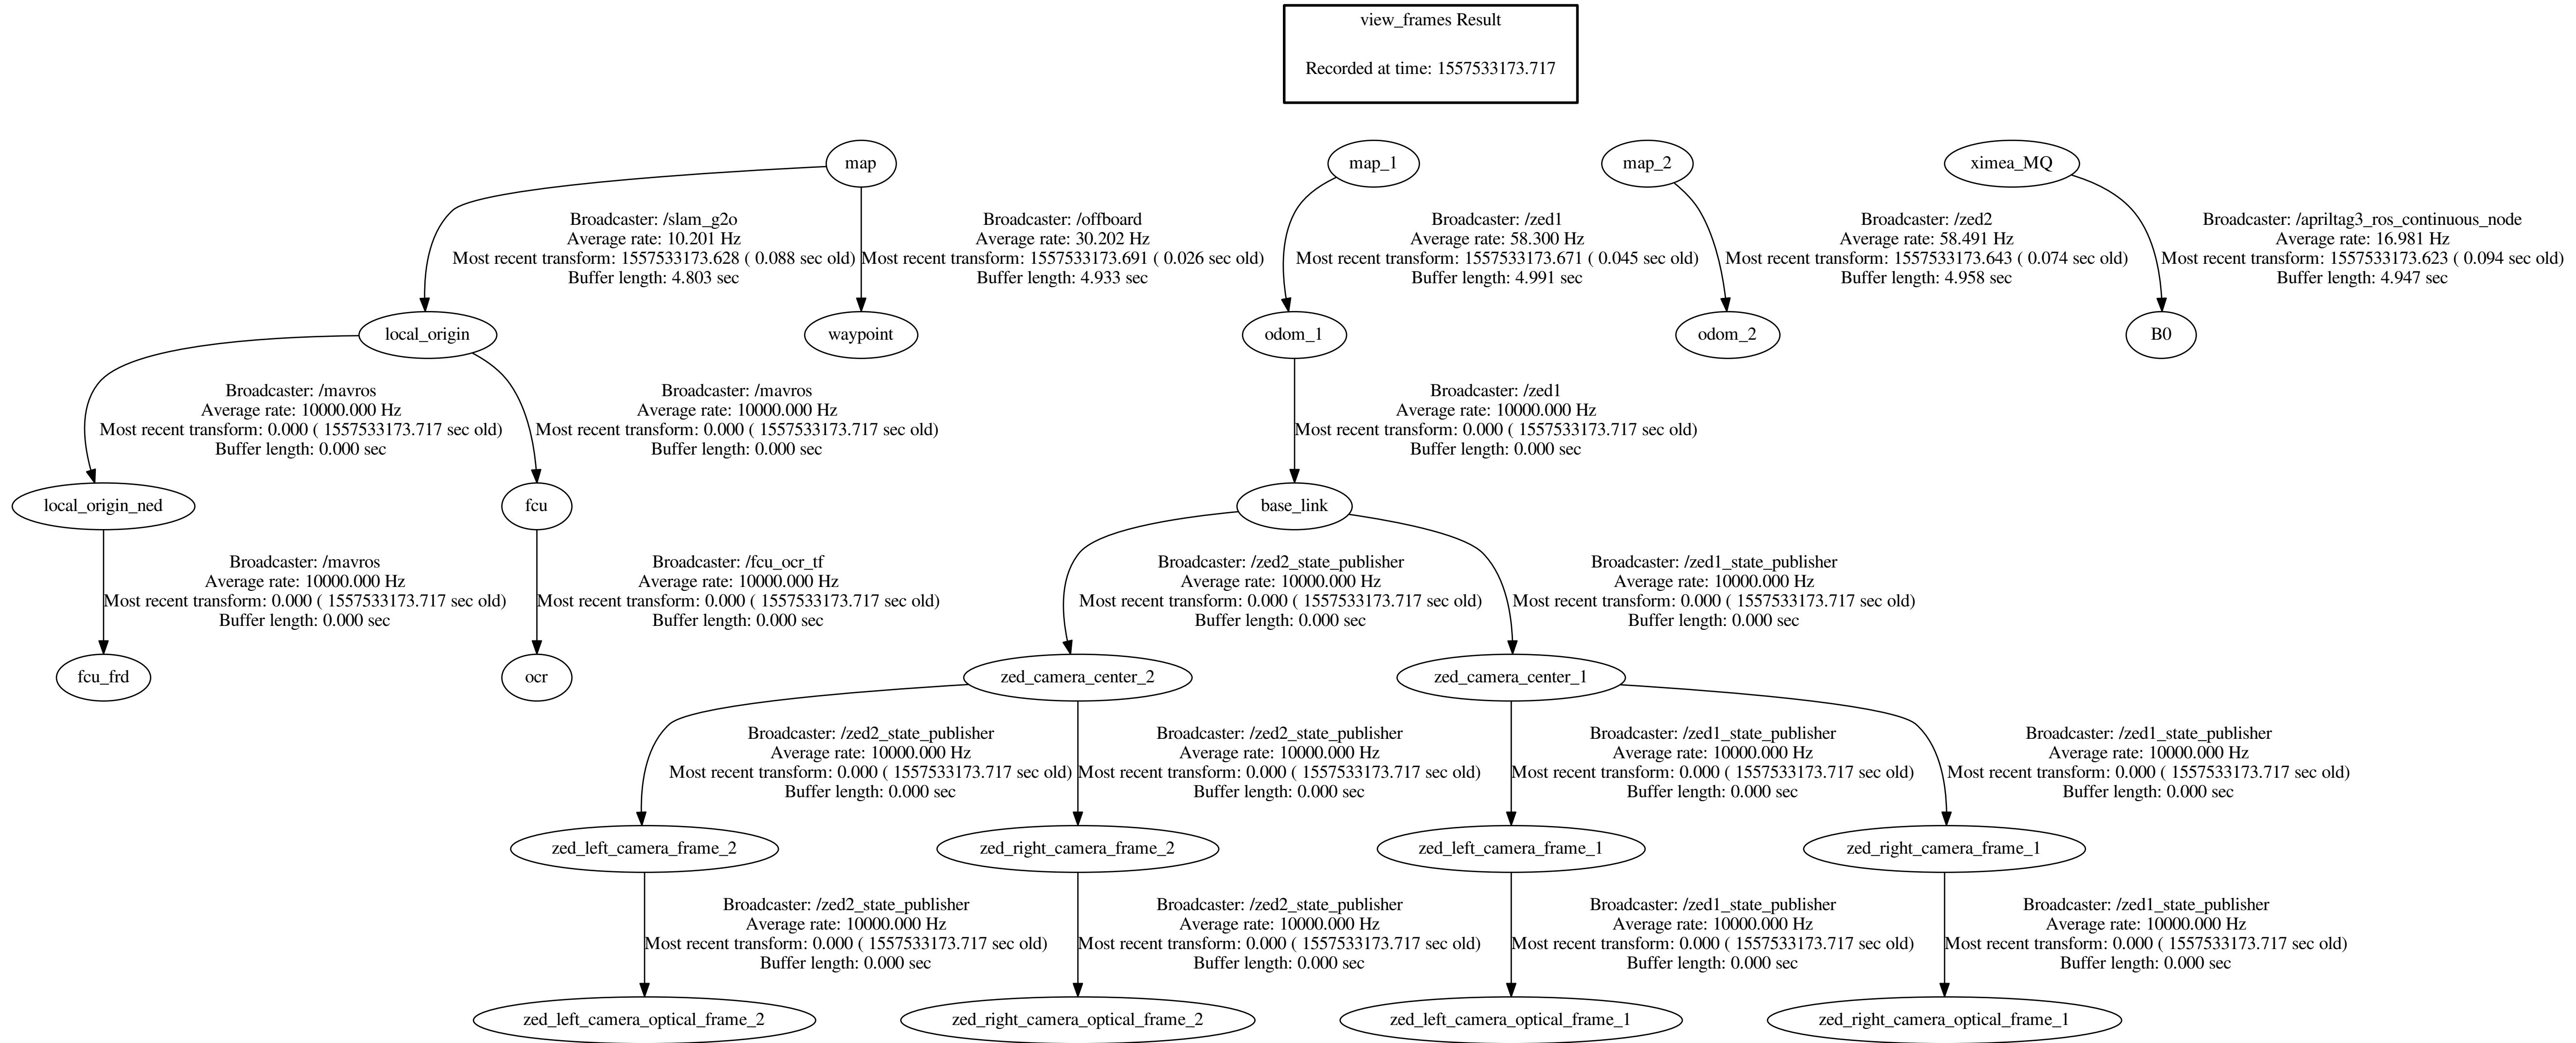 view_frames Result
Recorded at time: 1557533173.717
map
map_1
map_2
ximea_MQ
Broadcaster: /slam_g2o
Average rate: 10.201 Hz
Most recent transform: 1557533173.628 ( 0.088 sec old)
Buffer length: 4.803 sec
Broadcaster: /offboard
Average rate: 30.202 Hz
Most recent transform: 1557533173.691 ( 0.026 sec old)
Buffer length: 4.933 sec
Broadcaster: /zed1
Average rate: 58.300 Hz
Most recent transform: 1557533173.671 ( 0.045 sec old)
Buffer length: 4.991 sec
Broadcaster: /zed2
Average rate: 58.491 Hz
Most recent transform: 1557533173.643 ( 0.074 sec old)
Buffer length: 4.958 sec
Broadcaster: /apriltag3_ros_continuous_node
Average rate: 16.981 Hz
Most recent transform: 1557533173.623 ( 0.094 sec old)
Buffer length: 4.947 sec
local_origin
waypoint
odom_1
odom_2
B0
Broadcaster: /mavros
Average rate: 10000.000 Hz
Most recent transform: 0.000 ( 1557533173.717 sec old)
Buffer length: 0.000 sec
Broadcaster: /mavros
Average rate: 10000.000 Hz
Most recent transform: 0.000 ( 1557533173.717 sec old)
Buffer length: 0.000 sec
Broadcaster: /zed1
Average rate: 10000.000 Hz
Most recent transform: 0.000 ( 1557533173.717 sec old)
Buffer length: 0.000 sec
local_origin_ned
fcu
base_link
Broadcaster: /mavros
Average rate: 10000.000 Hz
Most recent transform: 0.000 ( 1557533173.717 sec old)
Buffer length: 0.000 sec
Broadcaster: /fcu_ocr_tf
Average rate: 10000.000 Hz
Most recent transform: 0.000 ( 1557533173.717 sec old)
Buffer length: 0.000 sec
Broadcaster: /zed2_state_publisher
Average rate: 10000.000 Hz
Most recent transform: 0.000 ( 1557533173.717 sec old)
Buffer length: 0.000 sec
Broadcaster: /zed1_state_publisher
Average rate: 10000.000 Hz
Most recent transform: 0.000 ( 1557533173.717 sec old)
Buffer length: 0.000 sec
fcu_frd
ocr
zed_camera_center_2
zed_camera_center_1
Broadcaster: /zed2_state_publisher
Average rate: 10000.000 Hz
Most recent transform: 0.000 ( 1557533173.717 sec old)
Buffer length: 0.000 sec
Broadcaster: /zed2_state_publisher
Average rate: 10000.000 Hz
Most recent transform: 0.000 ( 1557533173.717 sec old)
Buffer length: 0.000 sec
Broadcaster: /zed1_state_publisher
Average rate: 10000.000 Hz
Most recent transform: 0.000 ( 1557533173.717 sec old)
Buffer length: 0.000 sec
Broadcaster: /zed1_state_publisher
Average rate: 10000.000 Hz
Most recent transform: 0.000 ( 1557533173.717 sec old)
Buffer length: 0.000 sec
zed_left_camera_frame_2
zed_right_camera_frame_2
zed_left_camera_frame_1
zed_right_camera_frame_1
Broadcaster: /zed2_state_publisher
Average rate: 10000.000 Hz
Most recent transform: 0.000 ( 1557533173.717 sec old)
Buffer length: 0.000 sec
Broadcaster: /zed2_state_publisher
Average rate: 10000.000 Hz
Most recent transform: 0.000 ( 1557533173.717 sec old)
Buffer length: 0.000 sec
Broadcaster: /zed1_state_publisher
Average rate: 10000.000 Hz
Most recent transform: 0.000 ( 1557533173.717 sec old)
Buffer length: 0.000 sec
Broadcaster: /zed1_state_publisher
Average rate: 10000.000 Hz
Most recent transform: 0.000 ( 1557533173.717 sec old)
Buffer length: 0.000 sec
zed_left_camera_optical_frame_2
zed_right_camera_optical_frame_2
zed_left_camera_optical_frame_1
zed_right_camera_optical_frame_1